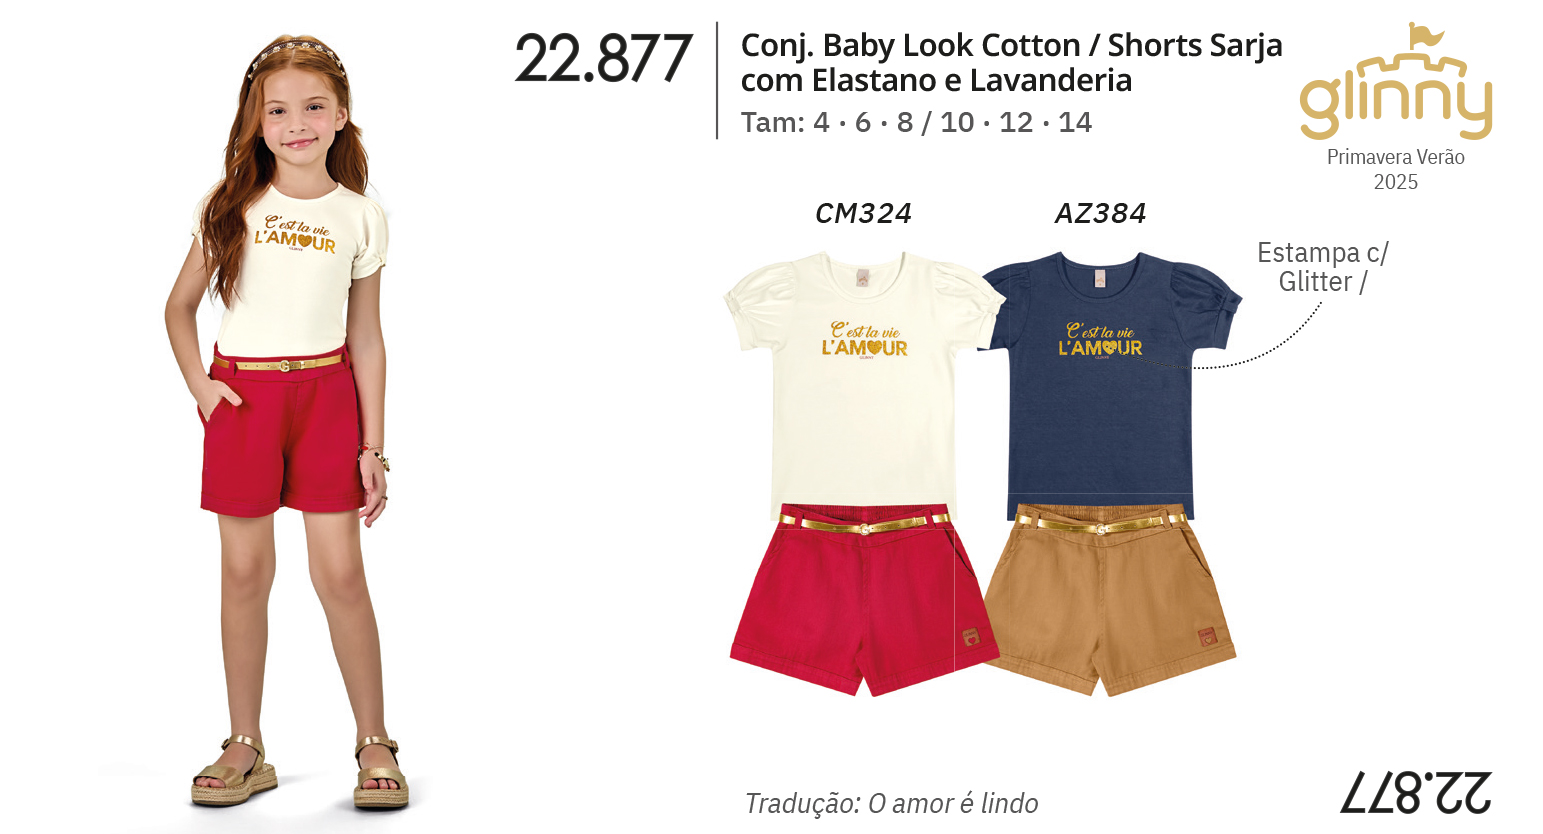 22.877
Conj. Baby Look Cotton / Shorts Sarja
com Elastano e Lavanderia
Tam: 4 · 6 · 8 / 10 · 12 · 14
glinny
Primavera Verão
2025
CM324
AZ384
Estampa c/
Glitter /
C'est la vie
L'AMOUR
C'est la vie
L'AMOUR
C'est la vie
L'AMOUR
Tradução: O amor é lindo
22.877